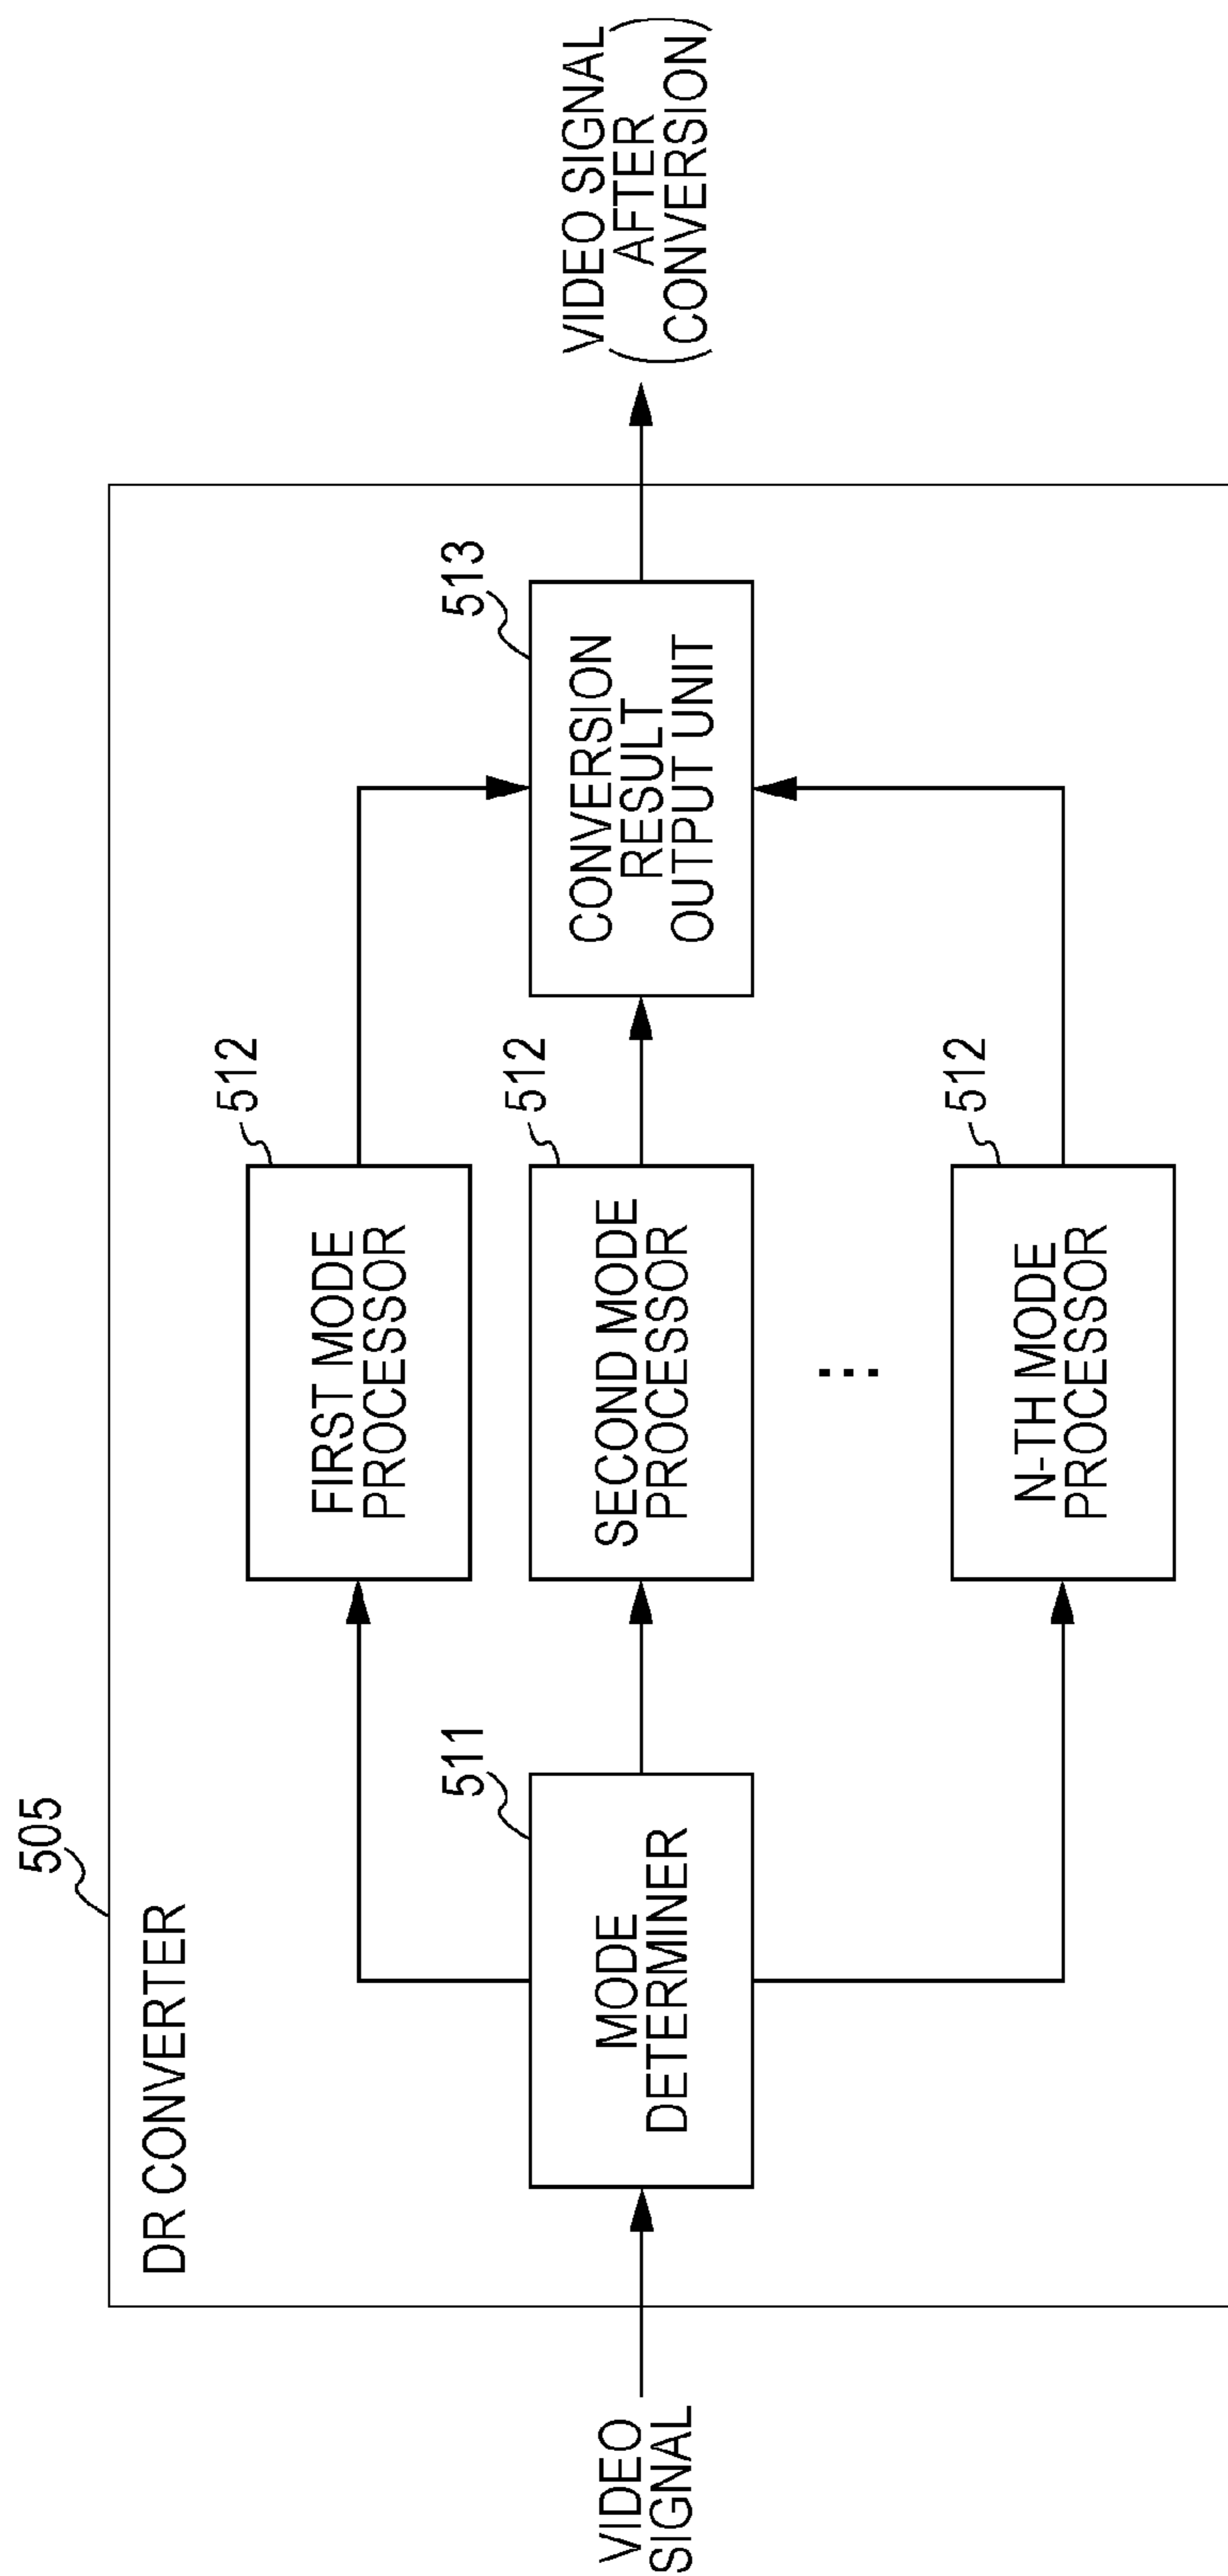 505
DR CONVERTER
VIDEO
SIGNAL
511
MODE
DETERMINER
512
FIRST MODE
PROCESSOR
512
SECOND MODE
PROCESSOR
...
512
N-TH MODE
PROCESSOR
513
CONVERSION
RESULT
OUTPUT UNIT
VIDEO SIGNAL
(AFTER
CONVERSION)